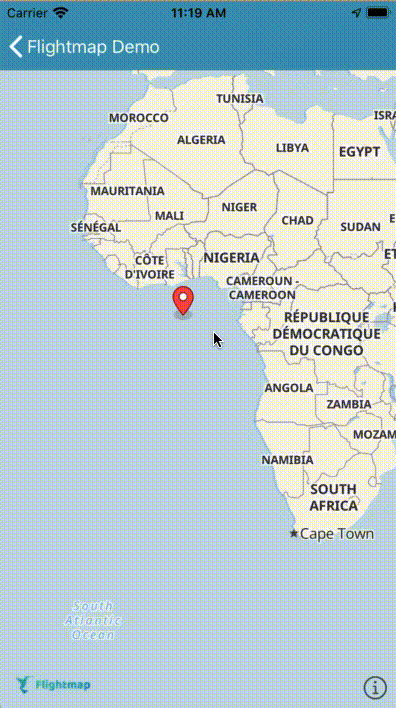 Carrier 11:19 AM
Flightmap Demo
TUNISIA
MOROCCO
ISRA
ALGERIA
LIBYA
EGYPT
MAURITANIA
MALI
NIGER
CHAD
SUDAN
E
SÉNÉGAL
CÔTE
D'IVOIRE
NIGERIA
ET
CAMEROUN -
CAMEROON
RÉPUBLIQUE
DÉMOCRATIQUE
DU CONGO
ANGOLA
ZAMBIA
MOZAM
NAMIBIA
SOUTH
AFRICA
Cape Town
South
Atlantic
Ocean
Flightmap